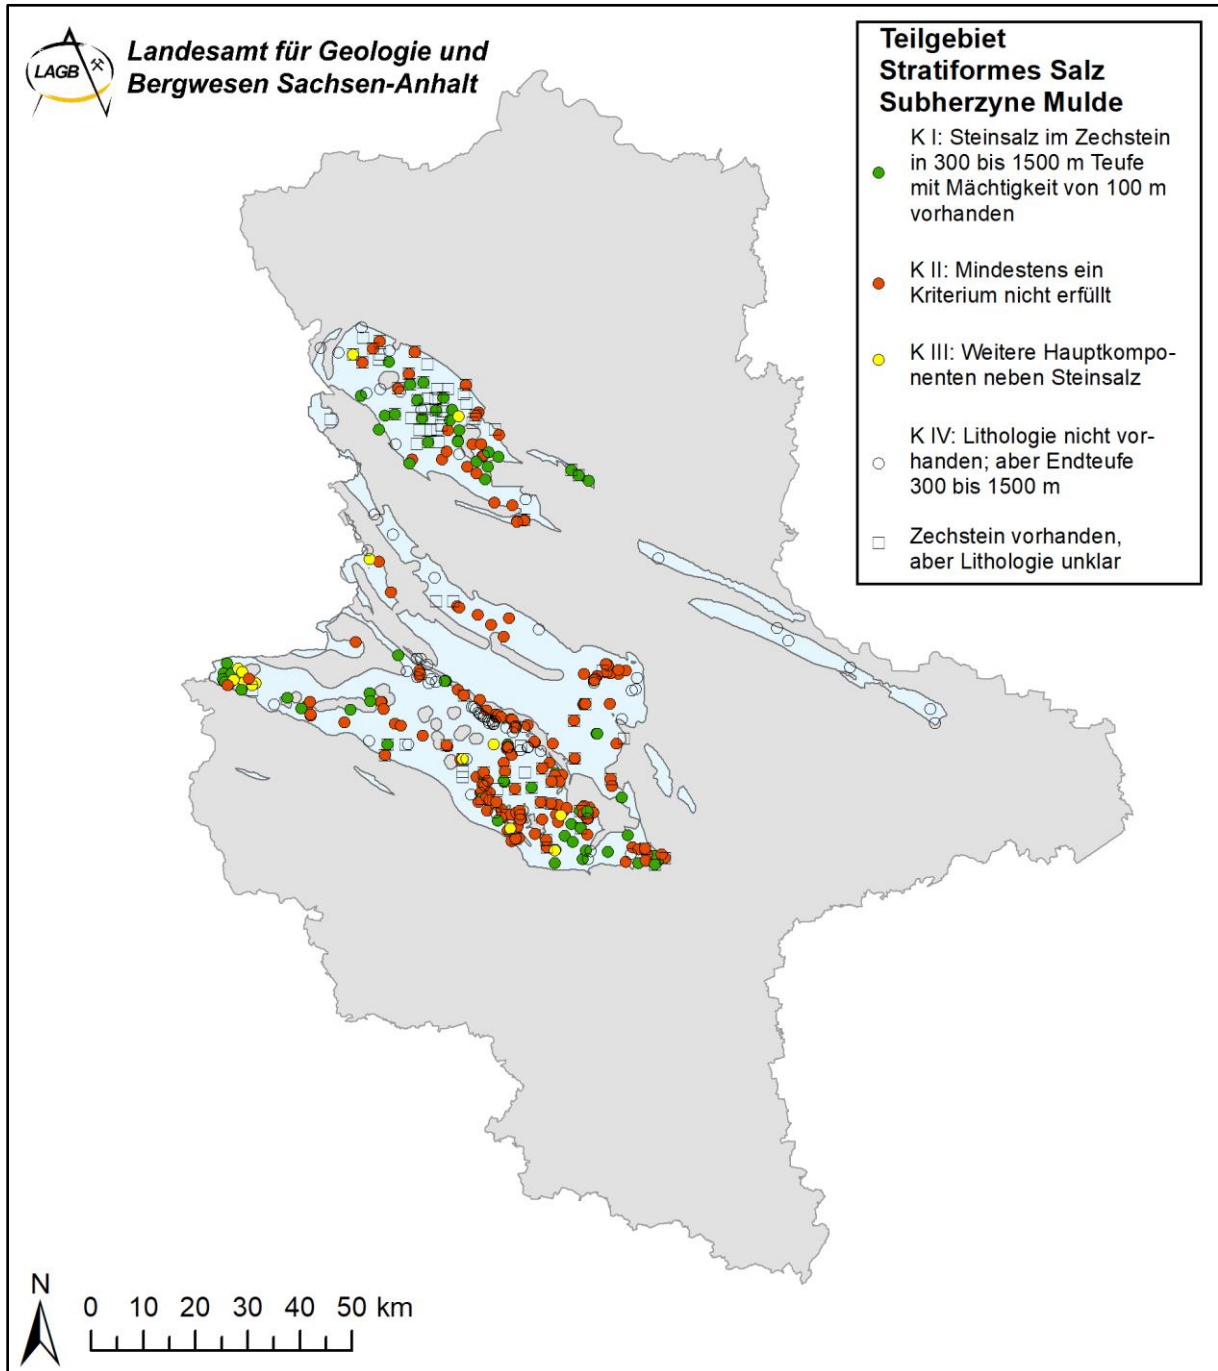 LAGB
Landesamt für Geologie und
Bergwesen Sachsen-Anhalt
Teilgebiet
Stratiformes Salz
Subherzyne Mulde
K I: Steinsalz im Zechstein
in 300 bis 1500 m Teufe
mit Mächtigkeit von 100 m
vorhanden
K II: Mindestens ein
Kriterium nicht erfüllt
K III: Weitere Hauptkompo-
nenten neben Steinsalz
K IV: Lithologie nicht vor-
handen; aber Endteufe
300 bis 1500 m
Zechstein vorhanden,
aber Lithologie unklar
N
0 10 20 30 40 50 km